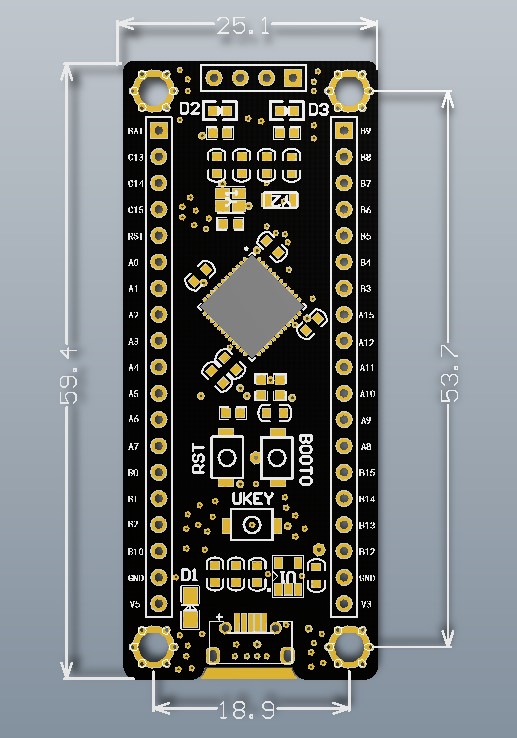 25.1
D2 D3
BAT B9
C13 B8
C14 B7
C15 B6
RST B5
A0 B4
A1 B3
A2 A15
A3 A12
A4 A11
A5 A10
A6 A9
A7 A8
B0 B15
B1 B14
B2 B13
B10 B12
GND GND
V5 V3
Y2
59.4
53.7
RST
BOOT0
UKEY
D1
U1
+
18.9